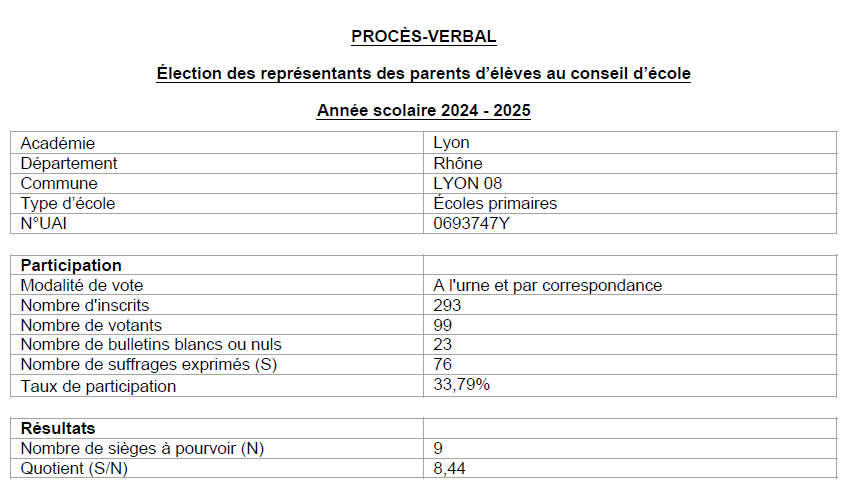 PROCÈS-VERBAL
Élection des représentants des parents d’élèves au conseil d’école
Année scolaire 2024 - 2025
Académie Lyon
Département Rhône
Commune LYON 08
Type d’école Écoles primaires
N°UAI 0693747Y
Participation
Modalité de vote A l'urne et par correspondance
Nombre d'inscrits 293
Nombre de votants 99
Nombre de bulletins blancs ou nuls 23
Nombre de suffrages exprimés (S) 76
Taux de participation 33,79%
Résultats
Nombre de sièges à pourvoir (N) 9
Quotient (S/N) 8,44